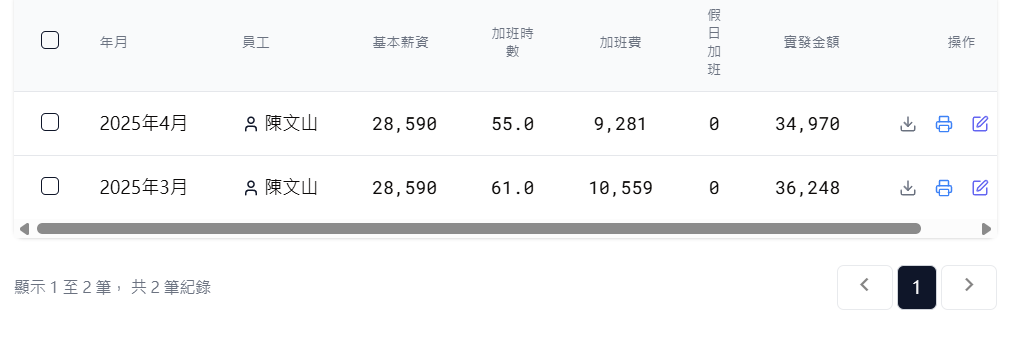 年月 員工 基本薪資 加班時數 加班費 假日加班 實發金額 操作
2025年4月 陳文山 28,590 55.0 9,281 0 34,970
2025年3月 陳文山 28,590 61.0 10,559 0 36,248
顯示 1 至 2 筆， 共 2 筆紀錄 1